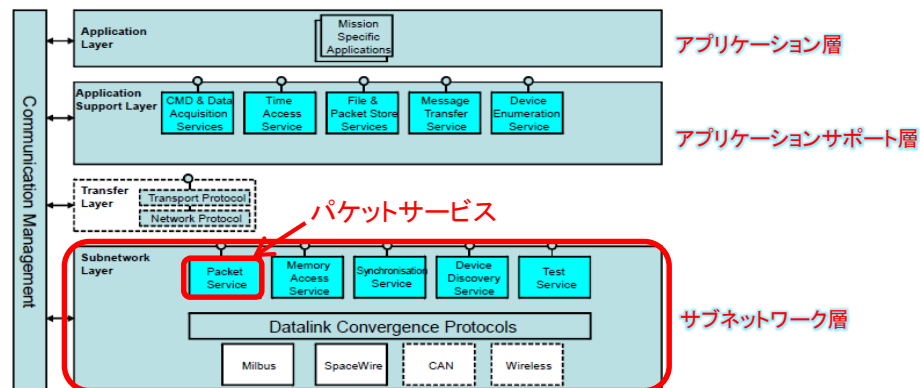 Communication Management
Application
Layer
Mission
Specific
Applications
アプリケーション層
Application
Support Layer
CMD & Data
Acquisition
Services
Time
Access
Service
File &
Packet Store
Services
Message
Transfer
Service
Device
Enumeration
Service
アプリケーションサポート層
Transfer
Layer
Transport Protocol
Network Protocol
パケットサービス
Subnetwork
Layer
Packet
Service
Memory
Access
Service
Synchronisation
Service
Device
Discovery
Service
Test
Service
サブネットワーク層
Datalink Convergence Protocols
Milbus
SpaceWire
CAN
Wireless